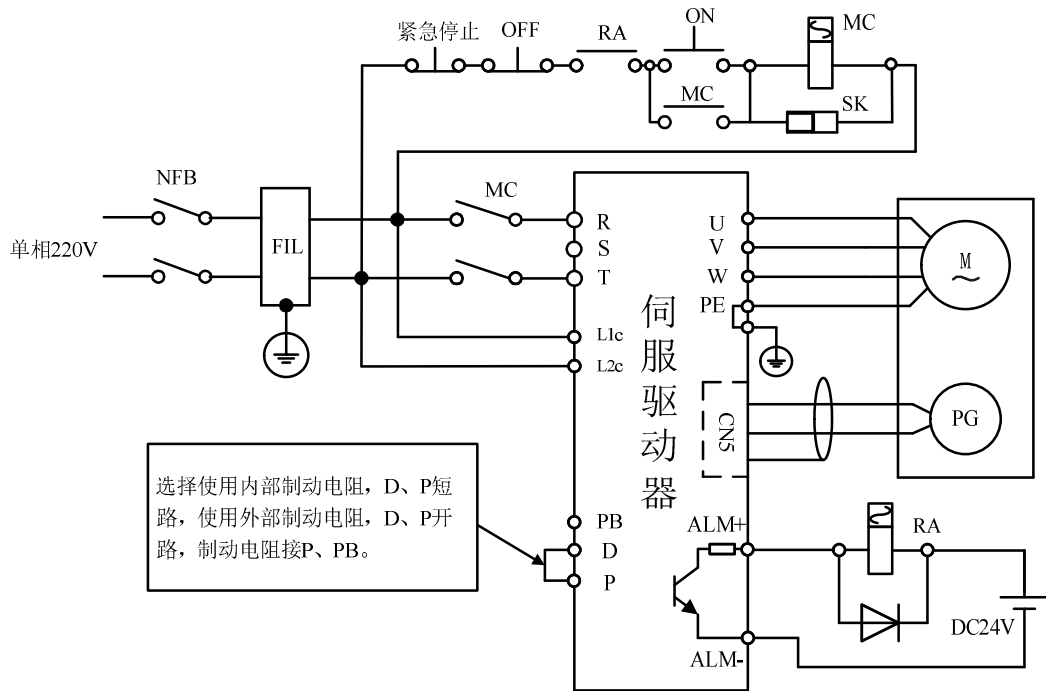 紧急停止
OFF
RA
ON
MC
MC
SK
NFB
单相220V
FIL
MC
R
S
T
L1c
L2c
伺服驱动器
U
V
W
PE
M
CN5
PG
选择使用内部制动电阻，D、P短
路，使用外部制动电阻，D、P开
路，制动电阻接P、PB。
PB
D
P
ALM+
ALM-
RA
DC24V